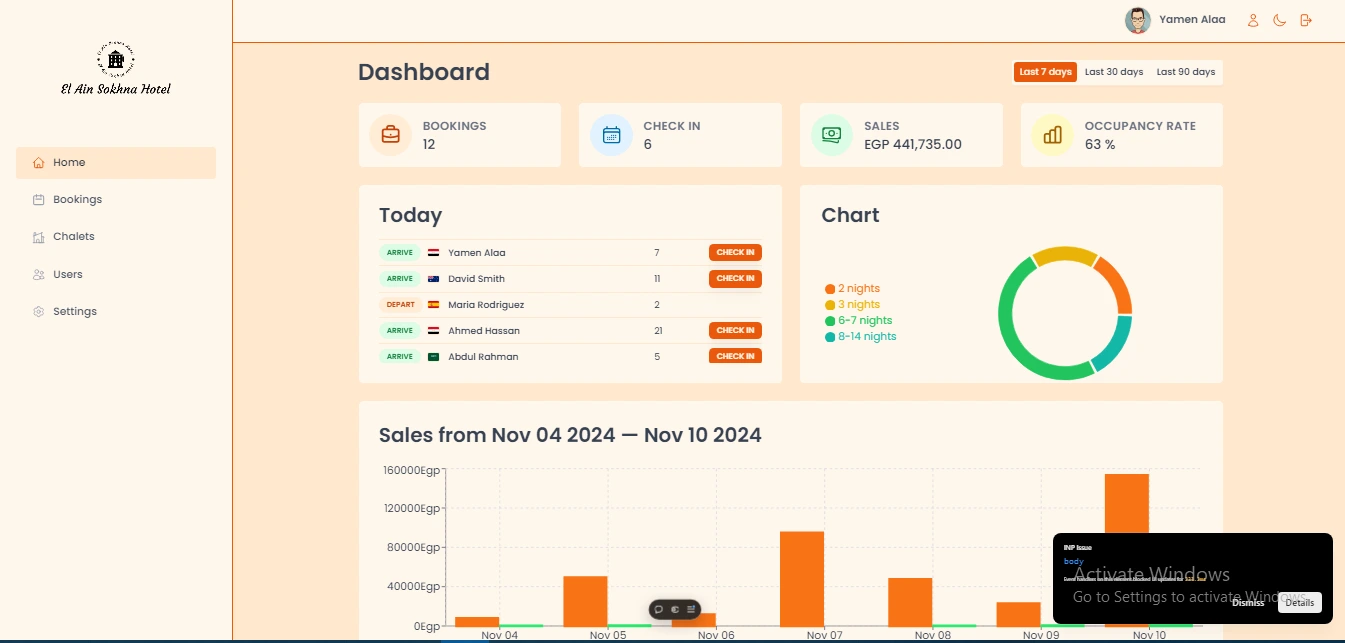 Yamen Alaa
El Ain Sokhna Hotel
Home
Bookings
Chalets
Users
Settings
Dashboard
Last 7 days Last 30 days Last 90 days
BOOKINGS
12
CHECK IN
6
SALES
EGP 441,735.00
OCCUPANCY RATE
63 %
Today
ARRIVE Yamen Alaa 7 CHECK IN
ARRIVE David Smith 11 CHECK IN
DEPART Maria Rodriguez 2
ARRIVE Ahmed Hassan 21 CHECK IN
ARRIVE Abdul Rahman 5 CHECK IN
Chart
2 nights
3 nights
6-7 nights
8-14 nights
Sales from Nov 04 2024 — Nov 10 2024
160000Egp
120000Egp
80000Egp
40000Egp
0Egp
Nov 04 Nov 05 Nov 06 Nov 07 Nov 08 Nov 09 Nov 10
INP Issue
body
Activate Windows
Go to Settings to activate Windows.
Dismiss Details